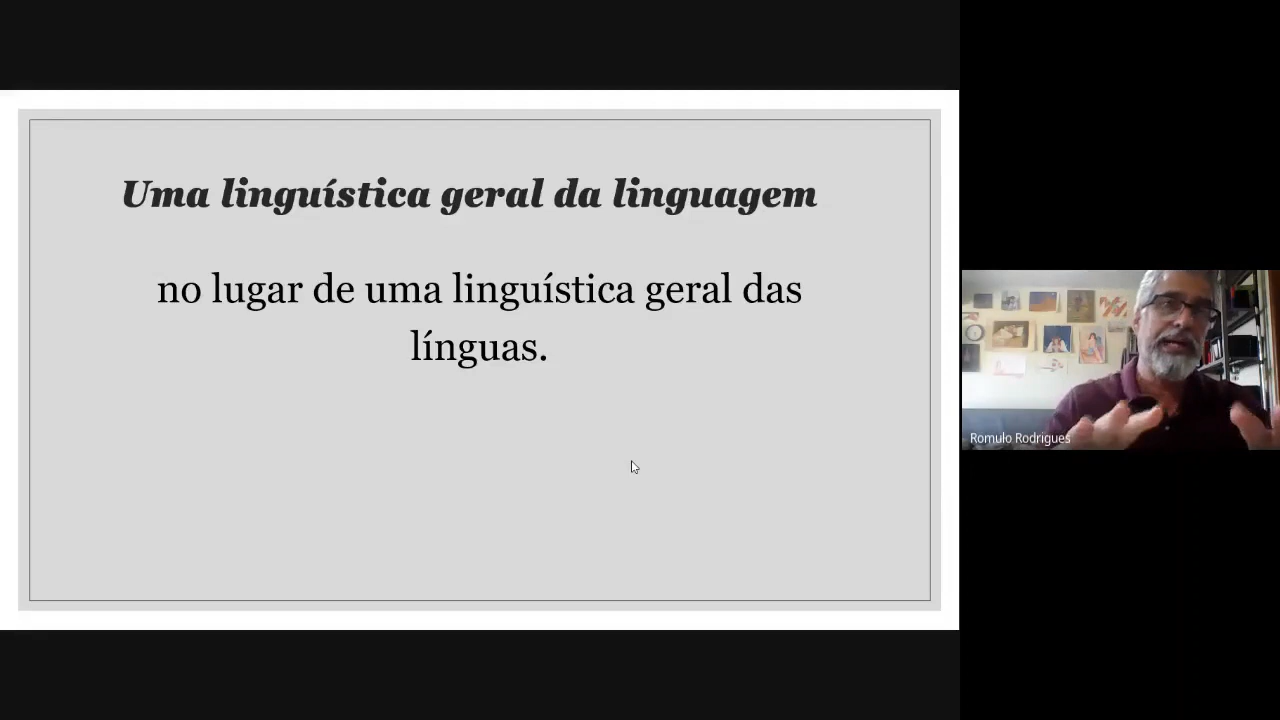 Uma linguística geral da linguagem
no lugar de uma linguística geral das
línguas.
Romulo Rodrigues